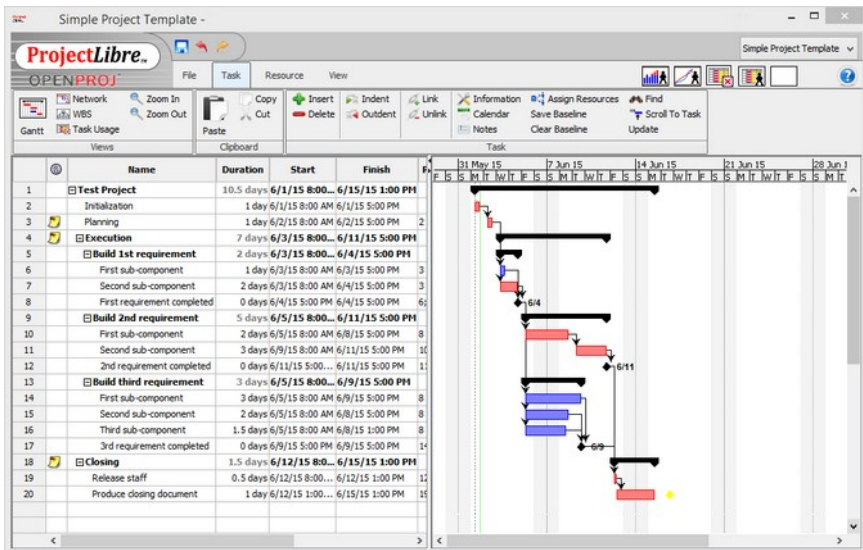 Simple Project Template -
ProjectLibre™
OPENPROJ
File Task Resource View
Simple Project Template
Gantt
Network
WBS
Task Usage
Zoom In
Zoom Out
Views
Paste
Copy
Cut
Clipboard
Insert
Delete
Indent
Outdent
Link
Unlink
Information
Calendar
Notes
Assign Resources
Save Baseline
Clear Baseline
Find
Scroll To Task
Update
Task
Name Duration Start Finish
31 May 15 7 Jun 15 14 Jun 15 21 Jun 15 28 Jun 1
F S S M T W T F S S M T W T F S S M T W T F S S M T W T F S S M T
1 Test Project 10.5 days 6/1/15 8:00... 6/15/15 1:00 PM
2 Initialization 1 day 6/1/15 8:00 AM 6/1/15 5:00 PM
3 Planning 1 day 6/2/15 8:00 AM 6/2/15 5:00 PM 2
4 Execution 7 days 6/3/15 8:00... 6/11/15 5:00 PM
5 Build 1st requirement 2 days 6/3/15 8:00... 6/4/15 5:00 PM
6 First sub-component 1 day 6/3/15 8:00 AM 6/3/15 5:00 PM 3
7 Second sub-component 2 days 6/3/15 8:00 AM 6/4/15 5:00 PM 3
8 First requirement completed 0 days 6/4/15 5:00 PM 6/4/15 5:00 PM 6; 6/4
9 Build 2nd requirement 5 days 6/5/15 8:00... 6/11/15 5:00 PM
10 First sub-component 2 days 6/5/15 8:00 AM 6/8/15 5:00 PM 8
11 Second sub-component 3 days 6/9/15 8:00 AM 6/11/15 5:00 PM 10
12 2nd requirement completed 0 days 6/11/15 5:00... 6/11/15 5:00 PM 11 6/11
13 Build third requirement 3 days 6/5/15 8:00... 6/9/15 5:00 PM
14 First sub-component 3 days 6/5/15 8:00 AM 6/9/15 5:00 PM 8
15 Second sub-component 2 days 6/5/15 8:00 AM 6/8/15 5:00 PM 8
16 Third sub-component 1.5 days 6/5/15 8:00 AM 6/8/15 1:00 PM 8
17 3rd requirement completed 0 days 6/9/15 5:00 PM 6/9/15 5:00 PM 14 6/9
18 Closing 1.5 days 6/12/15 8:0... 6/15/15 1:00 PM
19 Release staff 0.5 days 6/12/15 8:00... 6/12/15 1:00 PM 12
20 Produce closing document 1 day 6/12/15 1:00... 6/15/15 1:00 PM 19